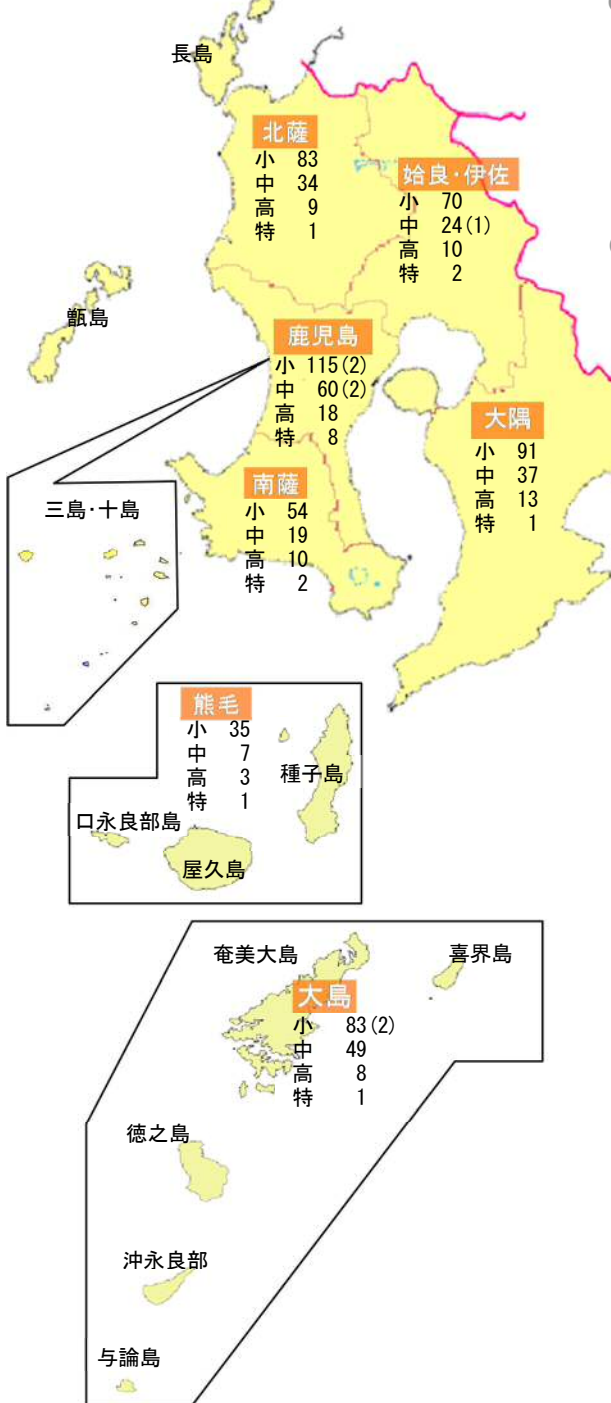 長島
北薩
小 83
中 34
高 9
特 1
姶良・伊佐
小 70
中 24(1)
高 10
特 2
甑島
鹿児島
小 115(2)
中 60(2)
高 18
特 8
大隅
小 91
中 37
高 13
特 1
南薩
小 54
中 19
高 10
特 2
三島・十島
熊毛
小 35
中 7
高 3
特 1
種子島
口永良部島
屋久島
奄美大島
喜界島
大島
小 83(2)
中 49
高 8
特 1
徳之島
沖永良部
与論島